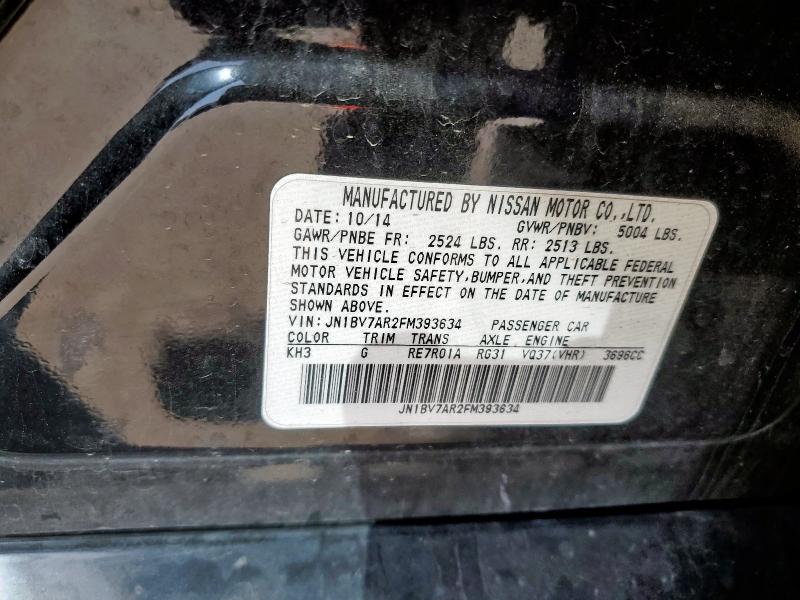 MANUFACTURED BY NISSAN MOTOR CO.,LTD.
DATE: 10/14 GVWR/PNBV: 5004 LBS.
GAWR/PNBE FR: 2524 LBS. RR: 2513 LBS.
THIS VEHICLE CONFORMS TO ALL APPLICABLE FEDERAL
MOTOR VEHICLE SAFETY,BUMPER,AND THEFT PREVENTION
STANDARDS IN EFFECT ON THE DATE OF MANUFACTURE
SHOWN ABOVE.
VIN:JN1BV7AR2FM393634 PASSENGER CAR
COLOR TRIM TRANS AXLE ENGINE
KH3 G RE7R01A RG31 VQ37(VHR) 3696CC
JN1BV7AR2FM393634